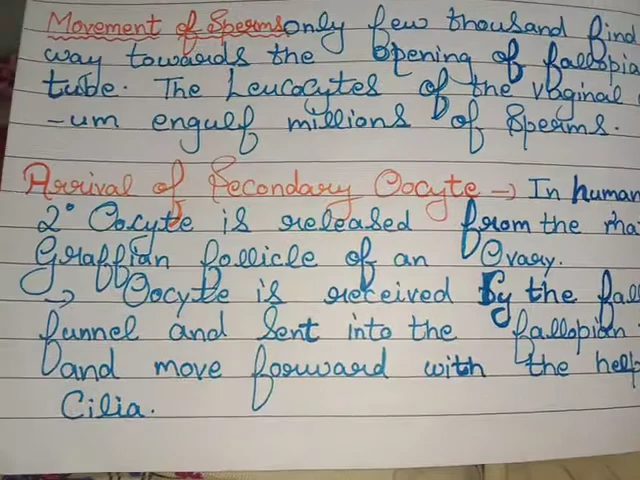 Movement of Sperms only few thousand find
way towards the opening of fallopia
tube. The Leucocytes of the vaginal
-um engulf millions of Sperms.
Arrival of Secondary Oocyte → In human
2° Oocyte is released from the ma
Graffian follicle of an Ovary.
→ Oocyte is received by the fall
funnel and sent into the fallopian
and move forward with the help
Cilia.